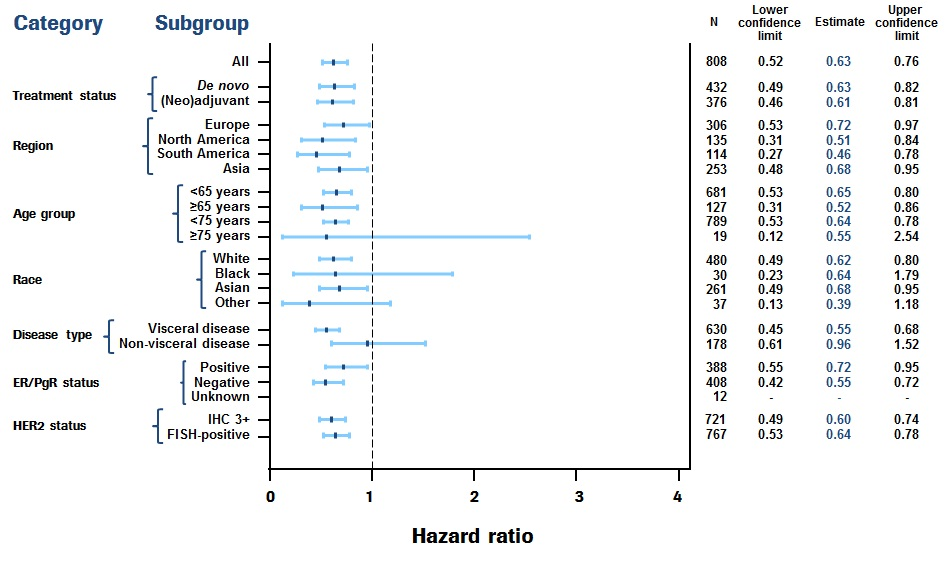 Category Subgroup N Lower confidence limit Estimate Upper confidence limit
All 808 0.52 0.63 0.76
Treatment status
De novo 432 0.49 0.63 0.82
(Neo)adjuvant 376 0.46 0.61 0.81
Region
Europe 306 0.53 0.72 0.97
North America 135 0.31 0.51 0.84
South America 114 0.27 0.46 0.78
Asia 253 0.48 0.68 0.95
Age group
<65 years 681 0.53 0.65 0.80
≥65 years 127 0.31 0.52 0.86
<75 years 789 0.53 0.64 0.78
≥75 years 19 0.12 0.55 2.54
Race
White 480 0.49 0.62 0.80
Black 30 0.23 0.64 1.79
Asian 261 0.49 0.68 0.95
Other 37 0.13 0.39 1.18
Disease type
Visceral disease 630 0.45 0.55 0.68
Non-visceral disease 178 0.61 0.96 1.52
ER/PgR status
Positive 388 0.55 0.72 0.95
Negative 408 0.42 0.55 0.72
Unknown 12 - - -
HER2 status
IHC 3+ 721 0.49 0.60 0.74
FISH-positive 767 0.53 0.64 0.78
0 1 2 3 4
Hazard ratio